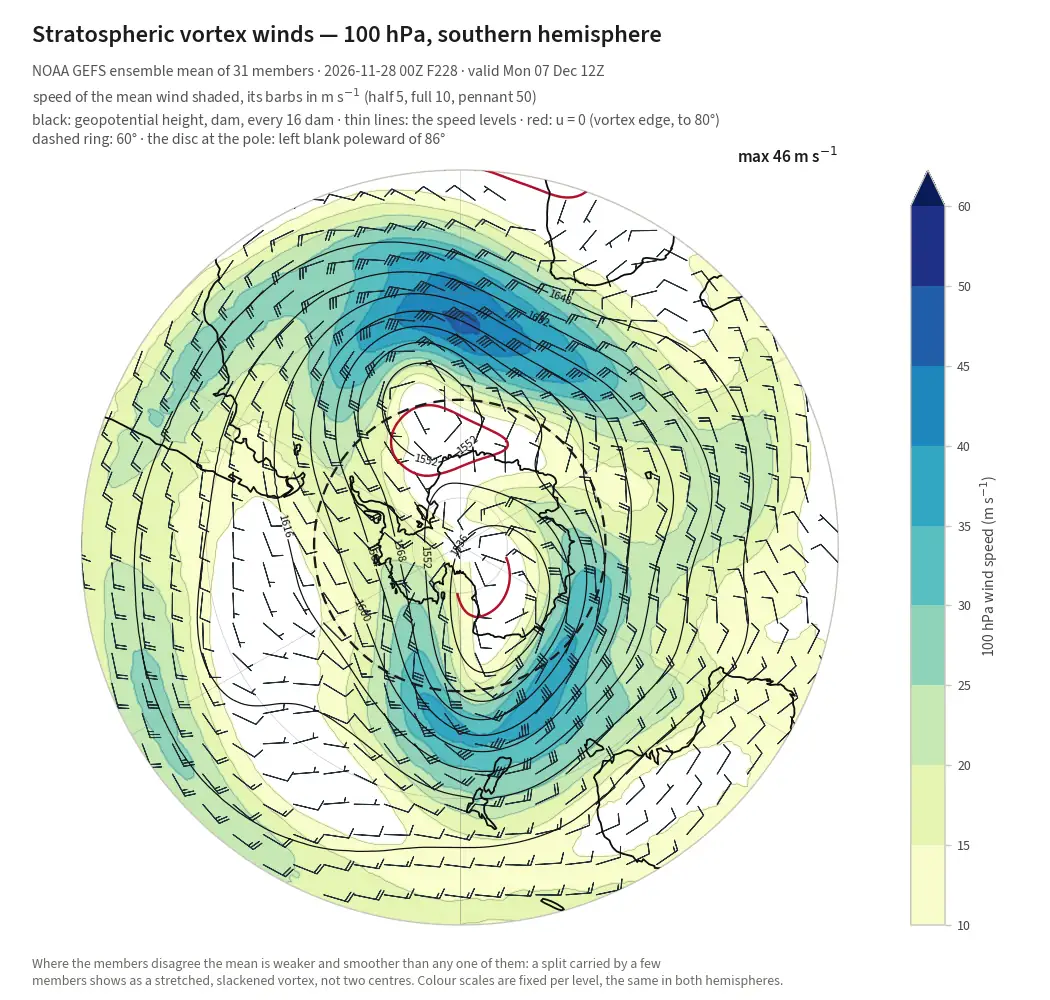 Stratospheric vortex winds — 100 hPa, southern hemisphere
NOAA GEFS ensemble mean of 31 members · 2026-11-28 00Z F228 · valid Mon 07 Dec 12Z
speed of the mean wind shaded, its barbs in m s⁻¹ (half 5, full 10, pennant 50)
black: geopotential height, dam, every 16 dam · thin lines: the speed levels · red: u = 0 (vortex edge, to 80°)
dashed ring: 60° · the disc at the pole: left blank poleward of 86°
max 46 m s⁻¹
60
50
45
40
35
30
25
20
15
10
100 hPa wind speed (m s⁻¹)
1648
1552
1552
1616
1568
1552
1536
1600
Where the members disagree the mean is weaker and smoother than any one of them: a split carried by a few
members shows as a stretched, slackened vortex, not two centres. Colour scales are fixed per level, the same in both hemispheres.